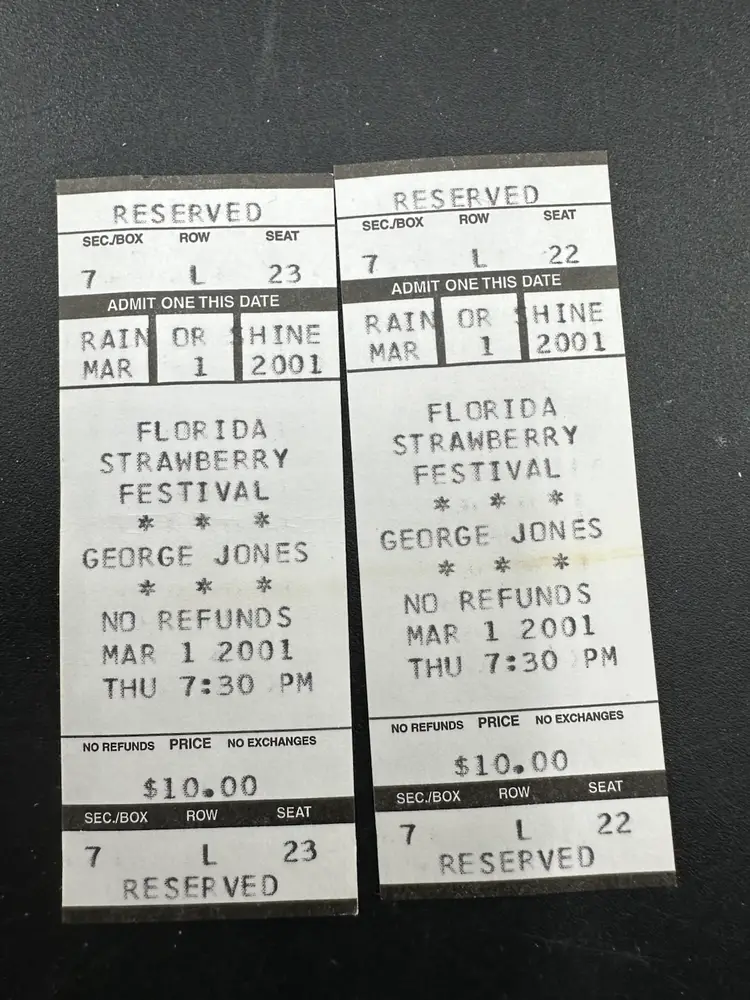 RESERVED
SEC./BOX ROW SEAT
7 L 23
ADMIT ONE THIS DATE
RAIN OR SHINE
MAR 1 2001
FLORIDA
STRAWBERRY
FESTIVAL
* * *
GEORGE JONES
* * *
NO REFUNDS
MAR 1 2001
THU 7:30 PM
NO REFUNDS PRICE NO EXCHANGES
$10.00
SEC./BOX ROW SEAT
7 L 23
RESERVED
RESERVED
SEC./BOX ROW SEAT
7 L 22
ADMIT ONE THIS DATE
RAIN OR SHINE
MAR 1 2001
FLORIDA
STRAWBERRY
FESTIVAL
* * *
GEORGE JONES
* * *
NO REFUNDS
MAR 1 2001
THU 7:30 PM
NO REFUNDS PRICE NO EXCHANGES
$10.00
SEC./BOX ROW SEAT
7 L 22
RESERVED